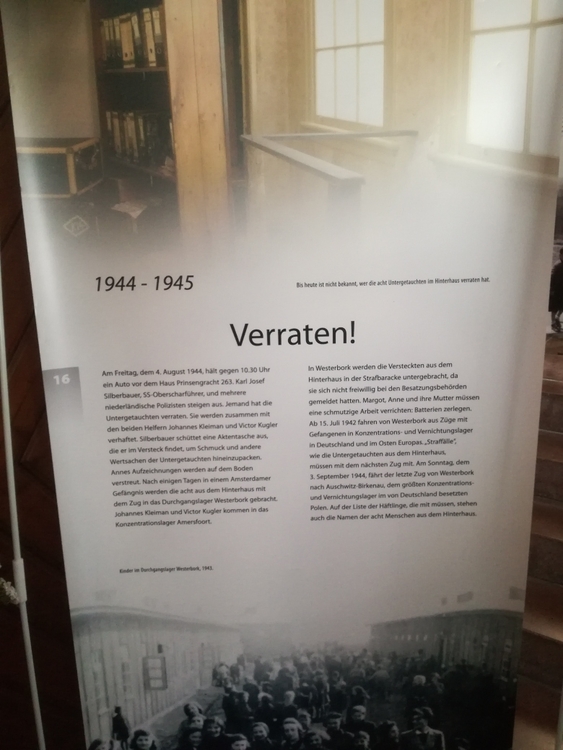 1944 - 1945
Bis heute ist nicht bekannt, wer die acht Untergetauchten im Hinterhaus verraten hat.
Verraten!
16
Am Freitag, dem 4. August 1944, hält gegen 10.30 Uhr
ein Auto vor dem Haus Prinsengracht 263. Karl Josef
Silberbauer, SS-Oberscharführer, und mehrere
niederländische Polizisten steigen aus. Jemand hat die
Untergetauchten verraten. Sie werden zusammen mit
den beiden Helfern Johannes Kleiman und Victor Kugler
verhaftet. Silberbauer schüttet eine Aktentasche aus,
die er im Versteck findet, um Schmuck und andere
Wertsachen der Untergetauchten hineinzupacken.
Annes Aufzeichnungen werden auf dem Boden
verstreut. Nach einigen Tagen in einem Amsterdamer
Gefängnis werden die acht aus dem Hinterhaus mit
dem Zug in das Durchgangslager Westerbork gebracht.
Johannes Kleiman und Victor Kugler kommen in das
Konzentrationslager Amersfoort.
In Westerbork werden die Versteckten aus dem
Hinterhaus in der Strafbaracke untergebracht, da
sie sich nicht freiwillig bei den Besatzungsbehörden
gemeldet hatten. Margot, Anne und ihre Mutter müssen
eine schmutzige Arbeit verrichten: Batterien zerlegen.
Ab 15. Juli 1942 fahren von Westerbork aus Züge mit
Gefangenen in Konzentrations- und Vernichtungslager
in Deutschland und im Osten Europas. „Straffälle“,
wie die Untergetauchten aus dem Hinterhaus,
müssen mit dem nächsten Zug mit. Am Sonntag, dem
3. September 1944, fährt der letzte Zug von Westerbork
nach Auschwitz-Birkenau, dem größten Konzentrations-
und Vernichtungslager im von Deutschland besetzten
Polen. Auf der Liste der Häftlinge, die mit müssen, stehen
auch die Namen der acht Menschen aus dem Hinterhaus.
Kinder im Durchgangslager Westerbork, 1943.